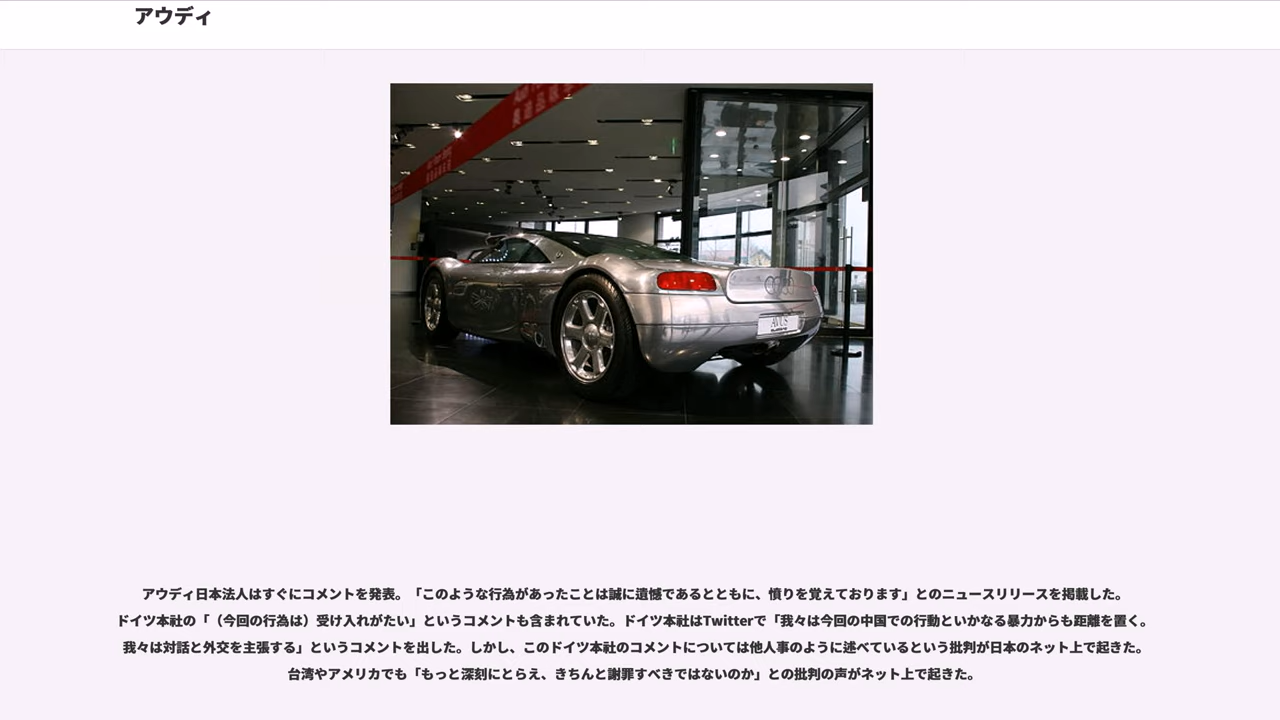 アウディ
AVUS
アウディ日本法人はすぐにコメントを発表。「このような行為があったことは誠に遺憾であるとともに、憤りを覚えております」とのニュースリリースを掲載した。
ドイツ本社の「（今回の行為は）受け入れがたい」というコメントも含まれていた。ドイツ本社はTwitterで「我々は今回の中国での行動といかなる暴力からも距離を置く。
我々は対話と外交を主張する」というコメントを出した。しかし、このドイツ本社のコメントについては他人事のように述べているという批判が日本のネット上で起きた。
台湾やアメリカでも「もっと深刻にとらえ、きちんと謝罪すべきではないのか」との批判の声がネット上で起きた。